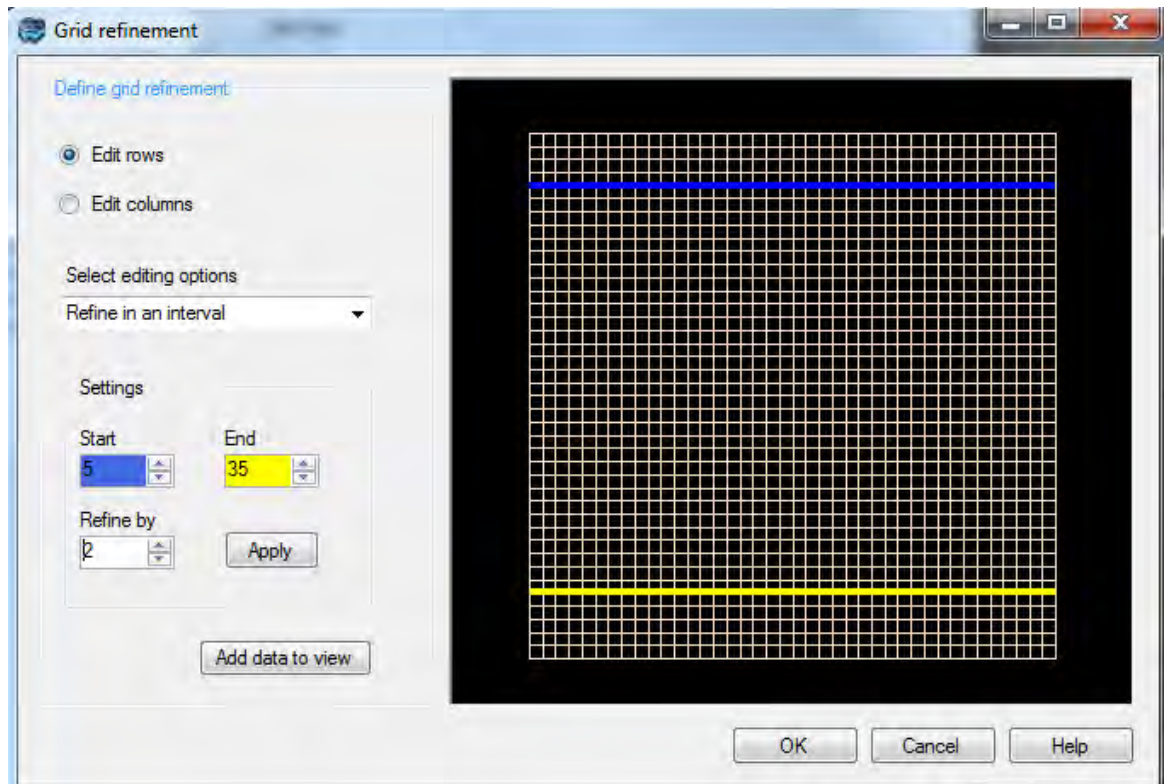 Grid refinement
Define grid refinement
Edit rows
Edit columns
Select editing options
Refine in an interval
Settings
Start End
5 35
Refine by
2 Apply
Add data to view
OK Cancel Help